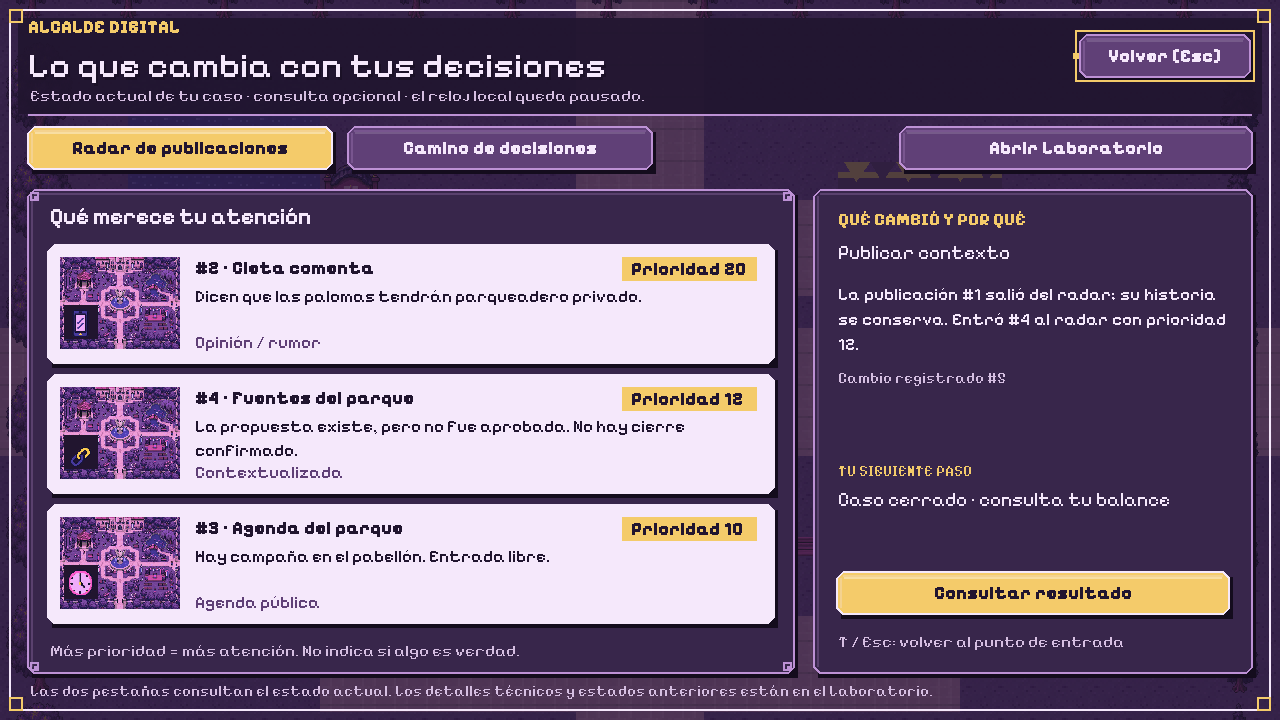 ALCALDE DIGITAL
Lo que cambia con tus decisiones
Estado actual de tu caso · consulta opcional · el reloj local queda pausado.
Volver (Esc)
Radar de publicaciones
Camino de decisiones
Abrir Laboratorio
Qué merece tu atención
#2 · Cleta comenta
Prioridad 20
Dicen que las palomas tendrán parqueadero privado.
Opinión / rumor
#4 · Fuentes del parque
Prioridad 12
La propuesta existe, pero no fue aprobada. No hay cierre
confirmado.
Contextualizada
#3 · Agenda del parque
Prioridad 10
Hay campaña en el pabellón. Entrada libre.
Agenda pública
Más prioridad = más atención. No indica si algo es verdad.
QUÉ CAMBIÓ Y POR QUÉ
Publicar contexto
La publicación #1 salió del radar; su historia
se conserva. Entró #4 al radar con prioridad
12.
Cambio registrado #5
TU SIGUIENTE PASO
Caso cerrado · consulta tu balance
Consultar resultado
↑ / Esc: volver al punto de entrada
Las dos pestañas consultan el estado actual. Los detalles técnicos y estados anteriores están en el Laboratorio.